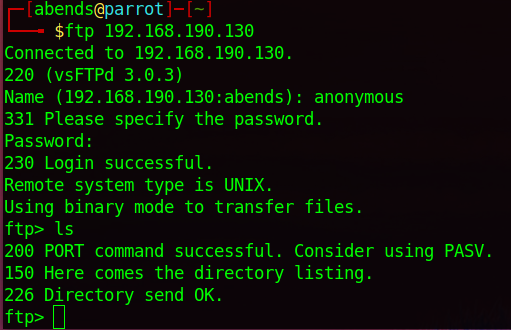 ┌─[abends@parrot]─[~]
└──╼ $ftp 192.168.190.130
Connected to 192.168.190.130.
220 (vsFTPd 3.0.3)
Name (192.168.190.130:abends): anonymous
331 Please specify the password.
Password:
230 Login successful.
Remote system type is UNIX.
Using binary mode to transfer files.
ftp> ls
200 PORT command successful. Consider using PASV.
150 Here comes the directory listing.
226 Directory send OK.
ftp>